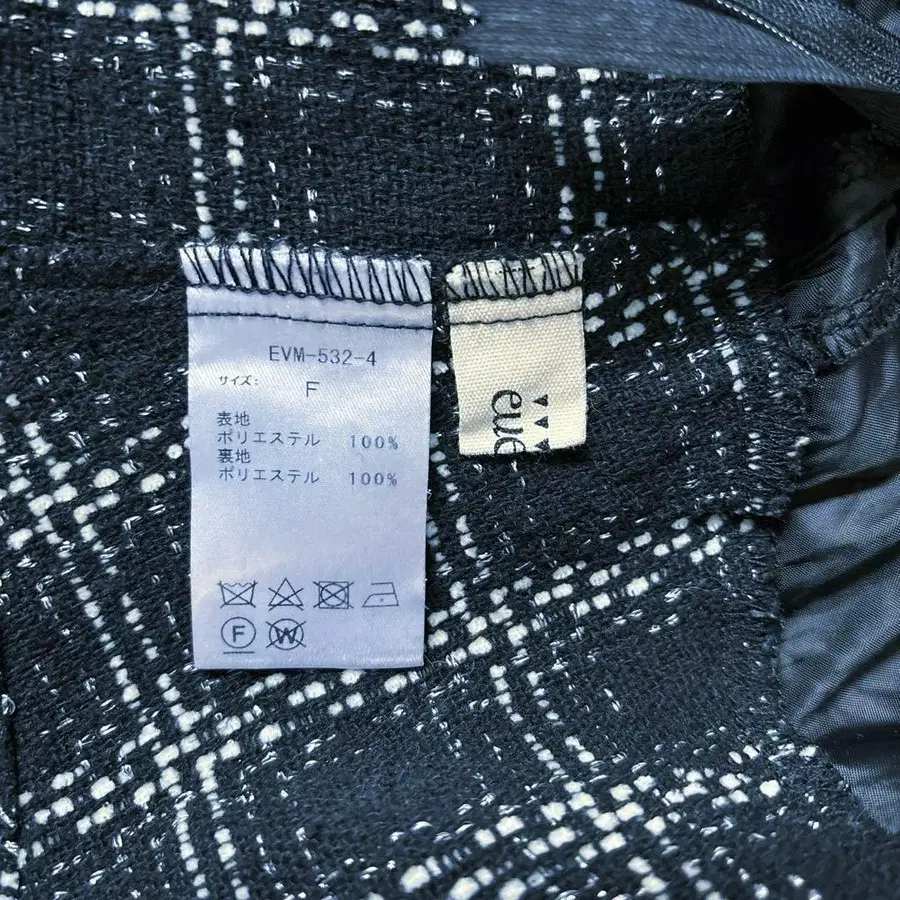 EVM-532-4
サイズ: F
表地
ポリエステル 100%
裏地
ポリエステル 100%
F W